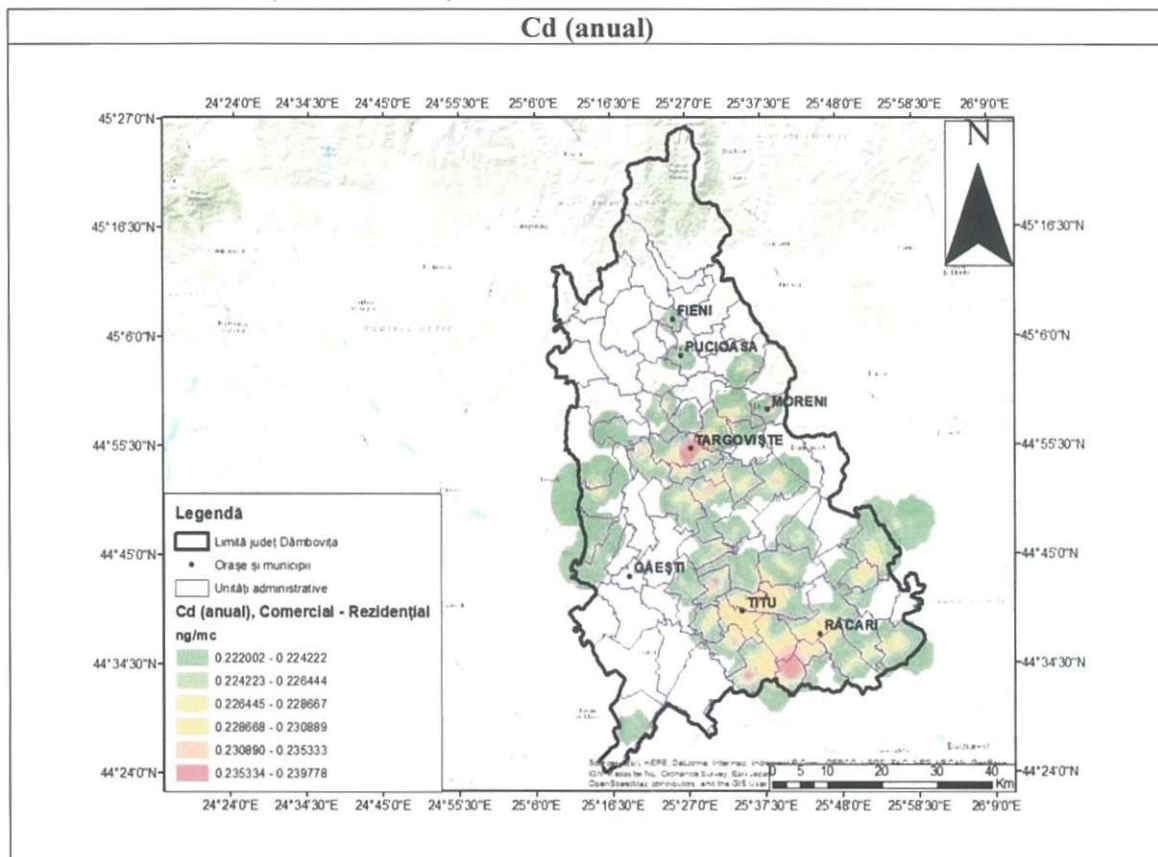 Cd (anual)
24°24'0"E 24°34'30"E 24°45'0"E 24°55'30"E 25°6'0"E 25°16'30"E 25°27'0"E 25°37'30"E 25°48'0"E 25°58'30"E 26°9'0"E
45°27'0"N
N
45°16'30"N 45°16'30"N
FIENI
45°6'0"N 45°6'0"N
PUCIOASA
MORENI
44°55'30"N TARGOVIȘTE 44°55'30"N
Legendă
Limită județ Dâmbovița
44°45'0"N 44°45'0"N
Orașe și municipii
GAEȘTI
Unități administrative
Cd (anual), Comercial - Rezidențial
TITU
ng/mc
RACARI
0.222002 - 0.224222
44°34'30"N 44°34'30"N
0.224223 - 0.226444
0.226445 - 0.228667
0.228668 - 0.230889
0.230890 - 0.235333
Bucharest
0.235334 - 0.239778
44°24'0"N 0 5 10 20 30 40 44°24'0"N
Km
24°24'0"E 24°34'30"E 24°45'0"E 24°55'30"E 25°6'0"E 25°16'30"E 25°27'0"E 25°37'30"E 25°48'0"E 25°58'30"E 26°9'0"E